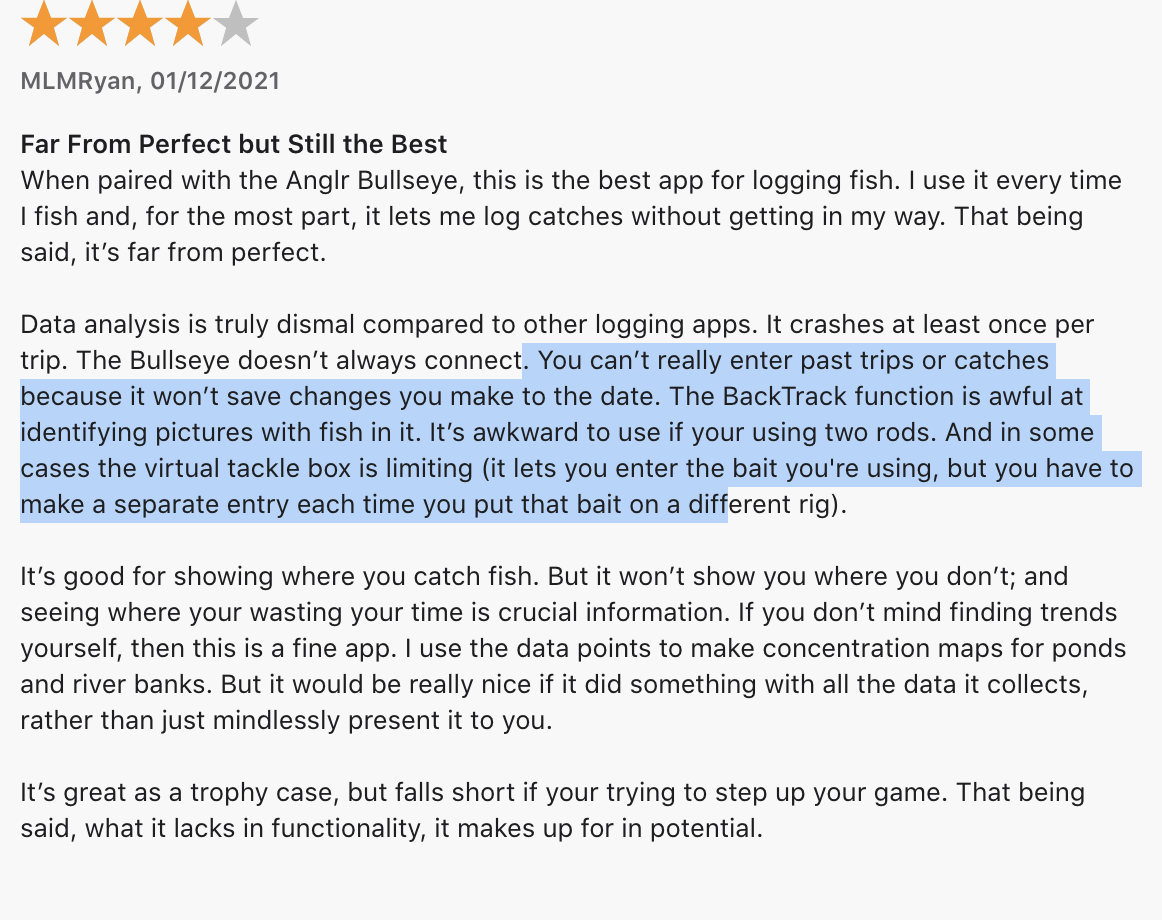 MLMRyan, 01/12/2021
Far From Perfect but Still the Best
When paired with the Anglr Bullseye, this is the best app for logging fish. I use it every time
I fish and, for the most part, it lets me log catches without getting in my way. That being
said, it’s far from perfect.
Data analysis is truly dismal compared to other logging apps. It crashes at least once per
trip. The Bullseye doesn’t always connect. You can’t really enter past trips or catches
because it won’t save changes you make to the date. The BackTrack function is awful at
identifying pictures with fish in it. It’s awkward to use if your using two rods. And in some
cases the virtual tackle box is limiting (it lets you enter the bait you're using, but you have to
make a separate entry each time you put that bait on a different rig).
It’s good for showing where you catch fish. But it won’t show you where you don’t; and
seeing where your wasting your time is crucial information. If you don’t mind finding trends
yourself, then this is a fine app. I use the data points to make concentration maps for ponds
and river banks. But it would be really nice if it did something with all the data it collects,
rather than just mindlessly present it to you.
It’s great as a trophy case, but falls short if your trying to step up your game. That being
said, what it lacks in functionality, it makes up for in potential.